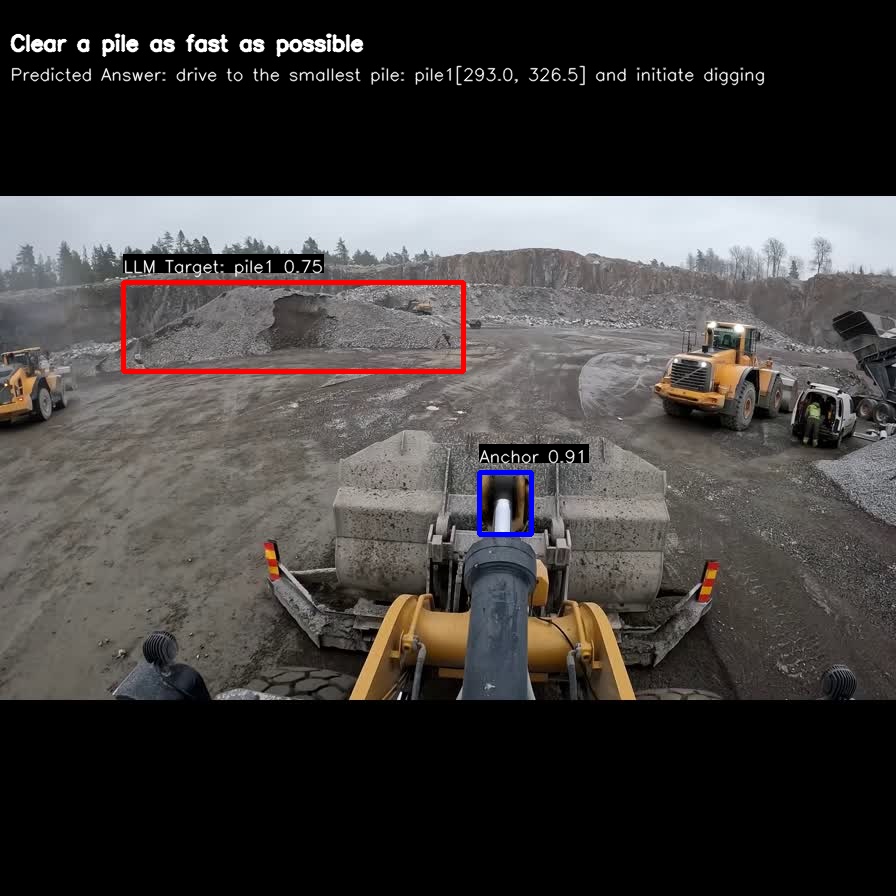 Clear a pile as fast as possible
Predicted Answer: drive to the smallest pile: pile1[293.0, 326.5] and initiate digging
LLM Target: pile1 0.75
Anchor 0.91